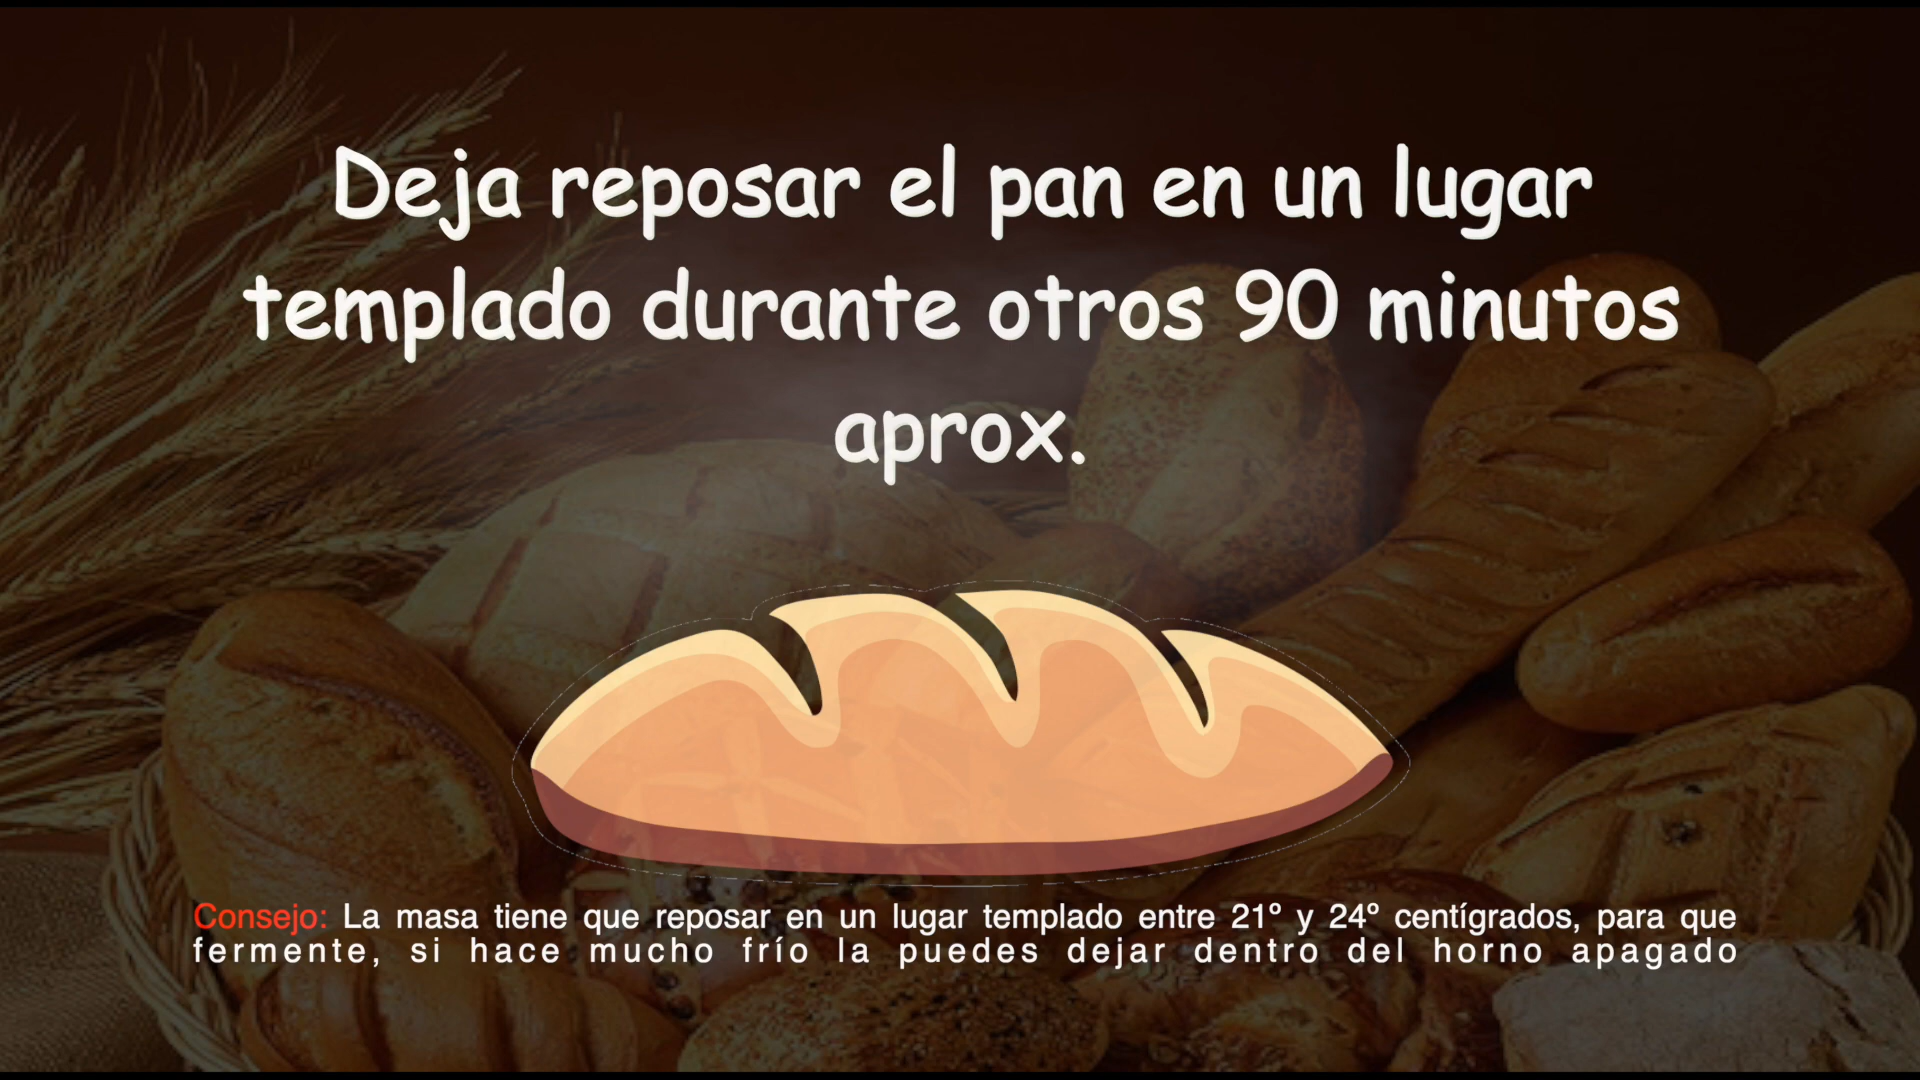 Deja reposar el pan en un lugar
templado durante otros 90 minutos
aprox.
Consejo: La masa tiene que reposar en un lugar templado entre 21º y 24º centígrados, para que
fermente, si hace mucho frío la puedes dejar dentro del horno apagado